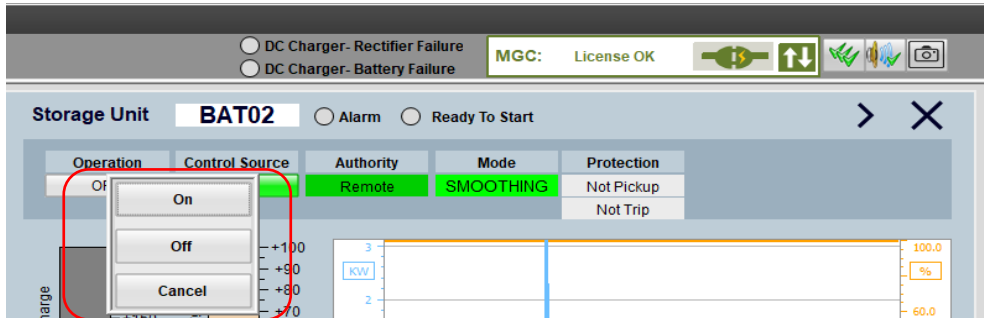 DC Charger- Rectifier Failure
DC Charger- Battery Failure
MGC: License OK
Storage Unit BAT02 Alarm Ready To Start
Operation Control Source Authority Mode Protection
Remote SMOOTHING Not Pickup
Not Trip
On
Off
Cancel
+100
+90
+80
+70
3
KW
2
100.0
%
60.0